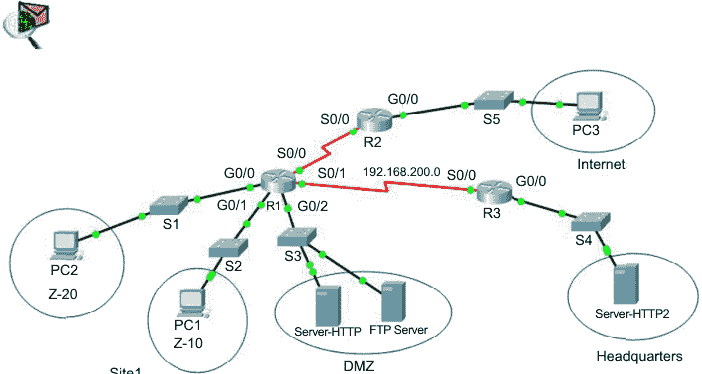 G0/0
S5
S0/0
R2
PC3
Internet
S0/0
S0/1
192.168.200.0
S0/0
G0/0
G0/0
R1
R3
S1
G0/1
G0/2
S2
S3
S4
PC2
Z-20
PC1
Z-10
Server-HTTP
FTP Server
Server-HTTP2
Site1
DMZ
Headquarters